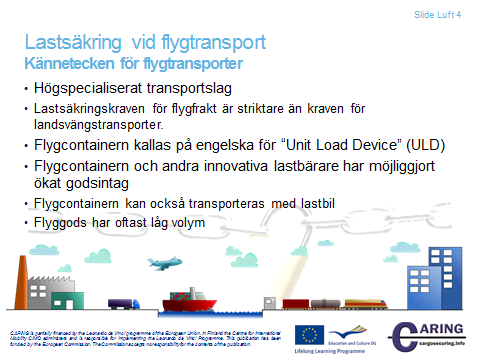 Slide Luft 4
Lastsäkring vid flygtransport
Kännetecken för flygtransporter
• Högspecialiserat transportslag
• Lastsäkringskraven för flygfrakt är striktare än kraven för
landsvängstransporter.
• Flygcontainern kallas på engelska för “Unit Load Device” (ULD)
• Flygcontainern och andra innovativa lastbärare har möjliggjort
ökat godsintag
• Flygcontainern kan också transporteras med lastbil
• Flyggods har oftast låg volym
CARING is partially financed by the Leonardo da Vinci programme of the European Union. In Finland the Centre for International
Mobility CIMO administers and is responsible for implementing the Leonardo da Vinci Programme. This publication has been
funded by European Commission. The Commission accepts no responsibility for the contents of the publication.
Education and Culture DG
Lifelong Learning Programme
CARING
cargosecuring.info